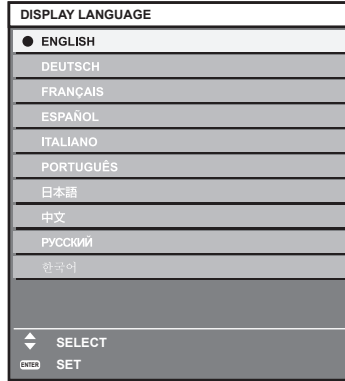 DISPLAY LANGUAGE
ENGLISH
DEUTSCH
FRANÇAIS
ESPAÑOL
ITALIANO
PORTUGUÊS
日本語
中文
РУССКИЙ
한국어
SELECT
ENTER SET